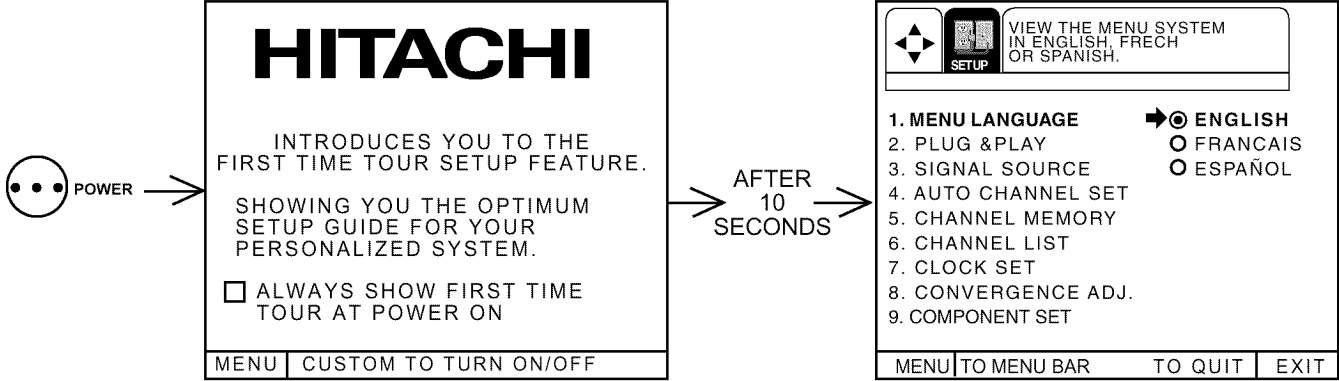 POWER
HITACHI
INTRODUCES YOU TO THE
FIRST TIME TOUR SETUP FEATURE.
SHOWING YOU THE OPTIMUM
SETUP GUIDE FOR YOUR
PERSONALIZED SYSTEM.
ALWAYS SHOW FIRST TIME
TOUR AT POWER ON
MENU CUSTOM TO TURN ON/OFF
AFTER
10
SECONDS
SETUP
VIEW THE MENU SYSTEM
IN ENGLISH, FRECH
OR SPANISH.
1. MENU LANGUAGE ENGLISH
2. PLUG &PLAY FRANCAIS
3. SIGNAL SOURCE ESPAÑOL
4. AUTO CHANNEL SET
5. CHANNEL MEMORY
6. CHANNEL LIST
7. CLOCK SET
8. CONVERGENCE ADJ.
9. COMPONENT SET
MENU TO MENU BAR TO QUIT EXIT